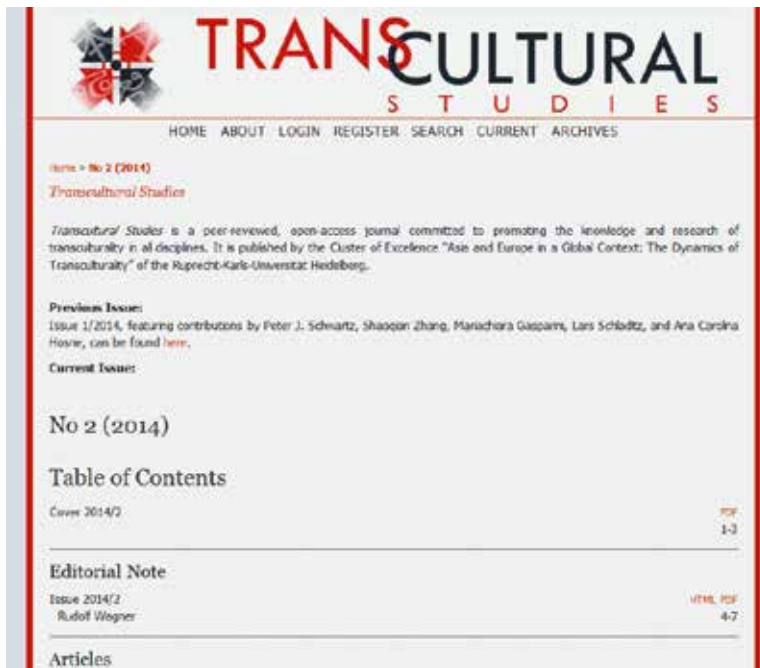 TRANSCULTURAL
STUDIES
HOME ABOUT LOGIN REGISTER SEARCH CURRENT ARCHIVES
Home > No 2 (2014)
Transcultural Studies
Transcultural Studies is a peer-reviewed, open-access journal committed to promoting the knowledge and research of
transculturality in all disciplines. It is published by the Cluster of Excellence "Asia and Europe in a Global Context: The Dynamics of
Transculturality" of the Ruprecht-Karls-Universität Heidelberg.
Previous Issue:
Issue 1/2014, featuring contributions by Peter J. Schwartz, Shaoqian Zhang, Mariachiara Gasparini, Lars Schladitz, and Ana Carolina
Hosne, can be found here.
Current Issue:
No 2 (2014)
Table of Contents
Cover 2014/2 PDF
1-3
Editorial Note
Issue 2014/2 HTML PDF
Rudolf Wagner 4-7
Articles